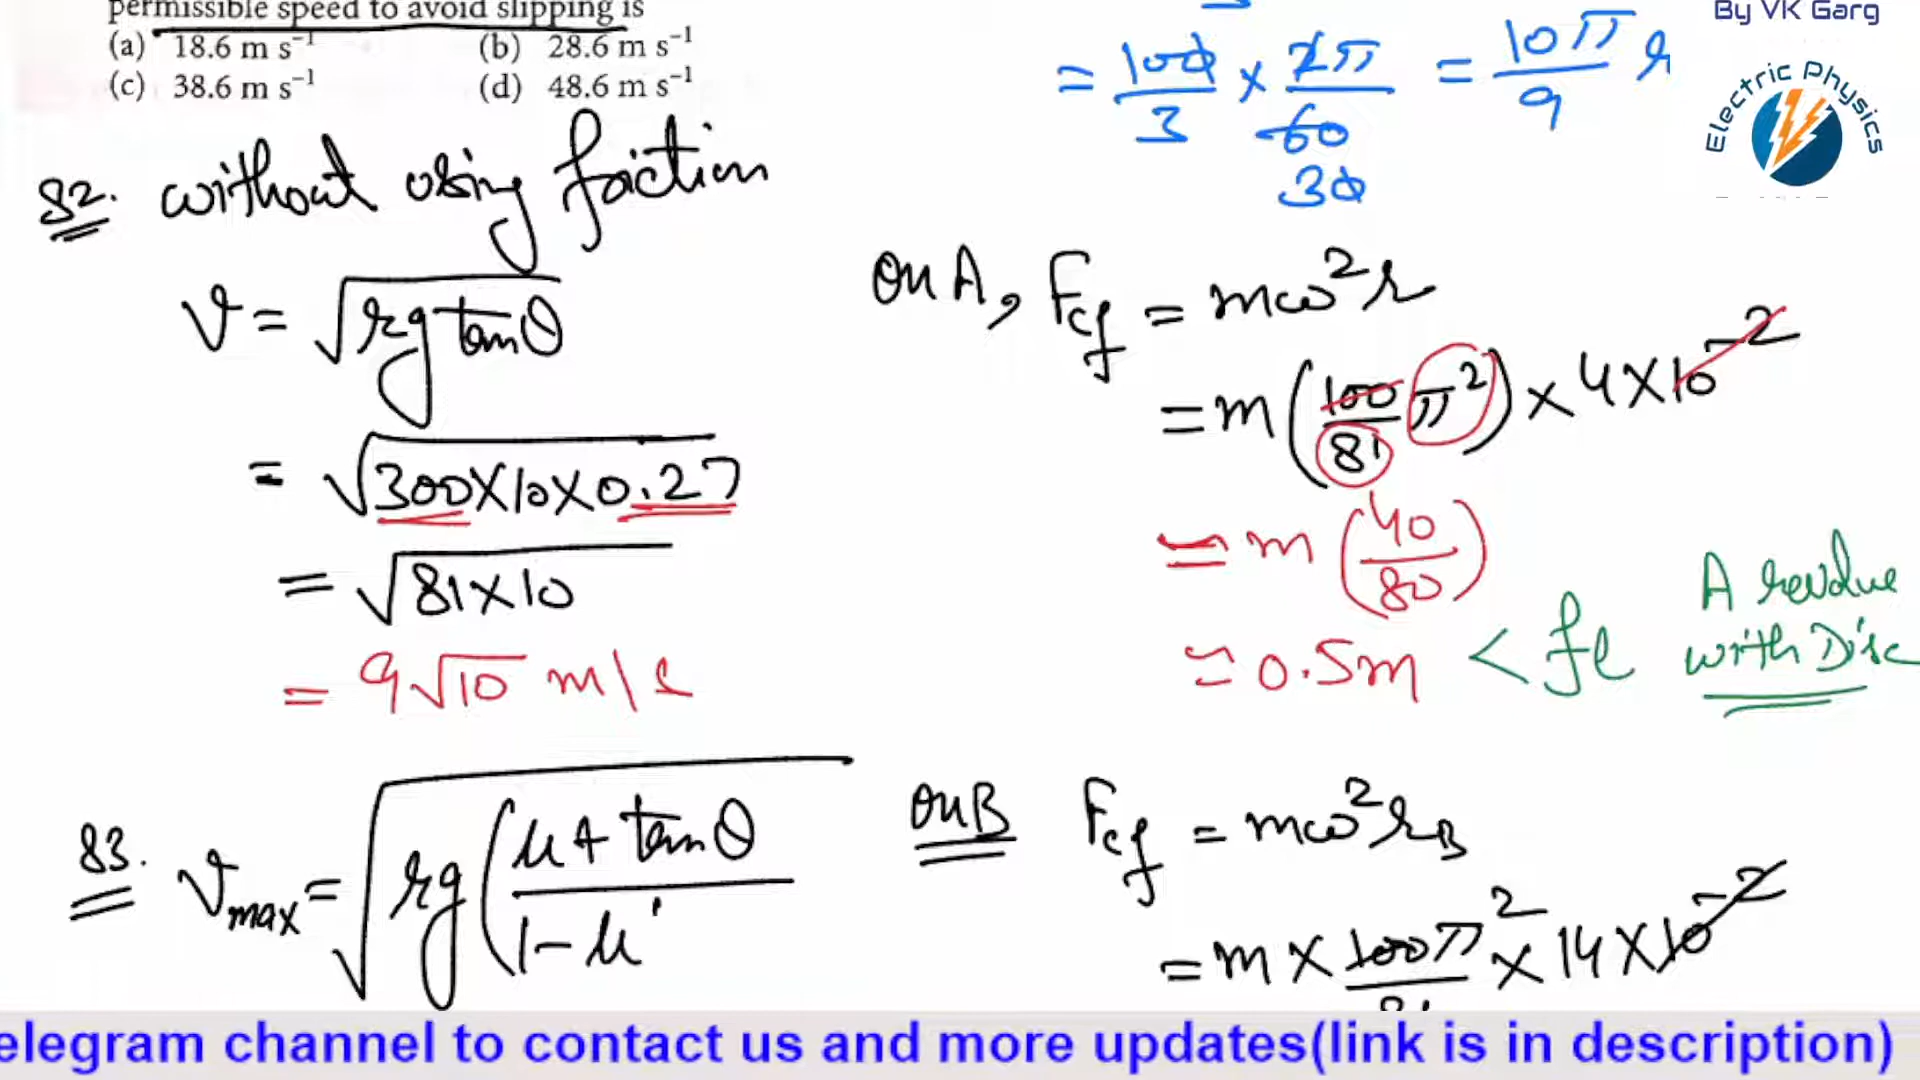 permissible speed to avoid slipping is
(a) 18.6 m s⁻¹ (b) 28.6 m s⁻¹
(c) 38.6 m s⁻¹ (d) 48.6 m s⁻¹
82. without using friction
v = √(rg tanθ)
= √(300×10×0.27)
= √(81×10)
= 9√10 m/s
83. vmax = √(rg(μ+tanθ / 1-μ
= 100/3 × 2π/60 = 10π/9 r
30
By VK Garg
Electric Physics
On A, Fcf = mω²r
= m(100/81 π²) × 4×10⁻²
= m(40/80)
≃ 0.5m < fl
A revolve
with Disc
On B Fcf = mω²rB
= m × 100π²/81 × 14×10⁻²
elegram channel to contact us and more updates(link is in description)